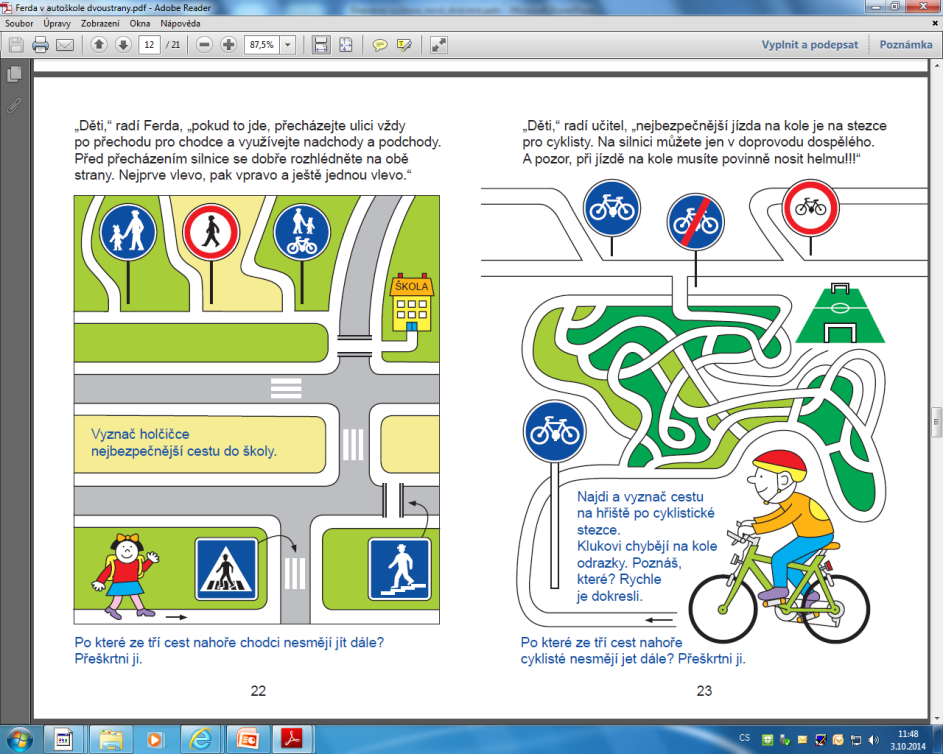 Ferda v autoškole dvoustrany.pdf - Adobe Reader
Soubor Úpravy Zobrazení Okna Nápověda
12 / 21 87,5% Vyplnit a podepsat Poznámka
„Děti,“ radí Ferda, „pokud to jde, přecházejte ulici vždy
po přechodu pro chodce a využívejte nadchody a podchody.
Před přecházením silnice se dobře rozhlédněte na obě
strany. Nejprve vlevo, pak vpravo a ještě jednou vlevo.“
ŠKOLA
Vyznač holčičce
nejbezpečnější cestu do školy.
Po které ze tří cest nahoře chodci nesmějí jít dále?
Přeškrtni ji.
22
„Děti,“ radí učitel, „nejbezpečnější jízda na kole je na stezce
pro cyklisty. Na silnici můžete jen v doprovodu dospělého.
A pozor, při jízdě na kole musíte povinně nosit helmu!!!“
Najdi a vyznač cestu
na hřiště po cyklistické
stezce.
Klukovi chybějí na kole
odrazky. Poznáš,
které? Rychle
je dokresli.
Po které ze tří cest nahoře
cyklisté nesmějí jet dále? Přeškrtni ji.
23
CS 11:48
3.10.2014